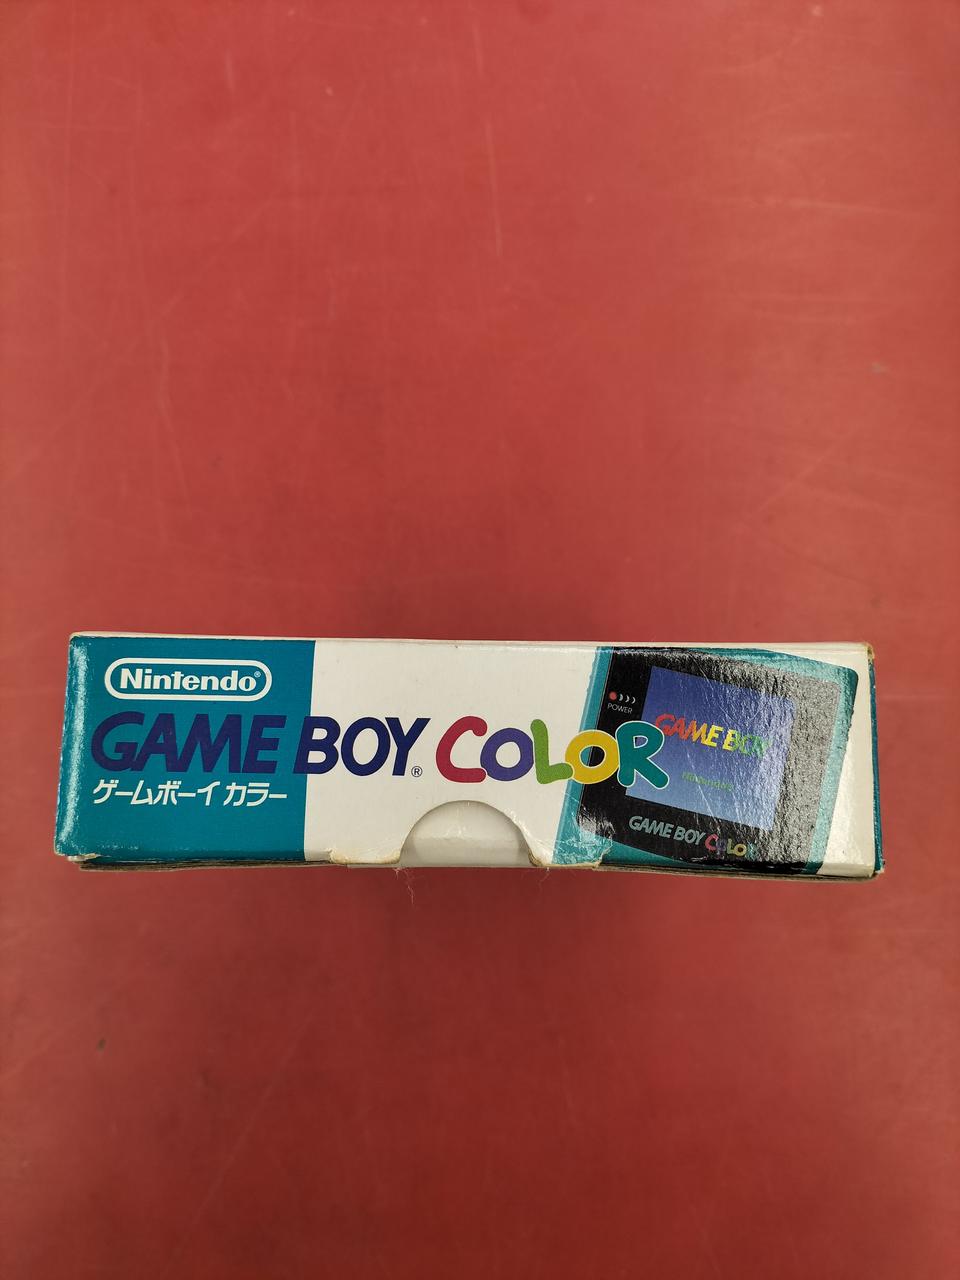 Nintendo®
GAME BOY® COLOR
ゲームボーイ カラー
POWER
GAME BOY
Nintendo
GAME BOY COLOR